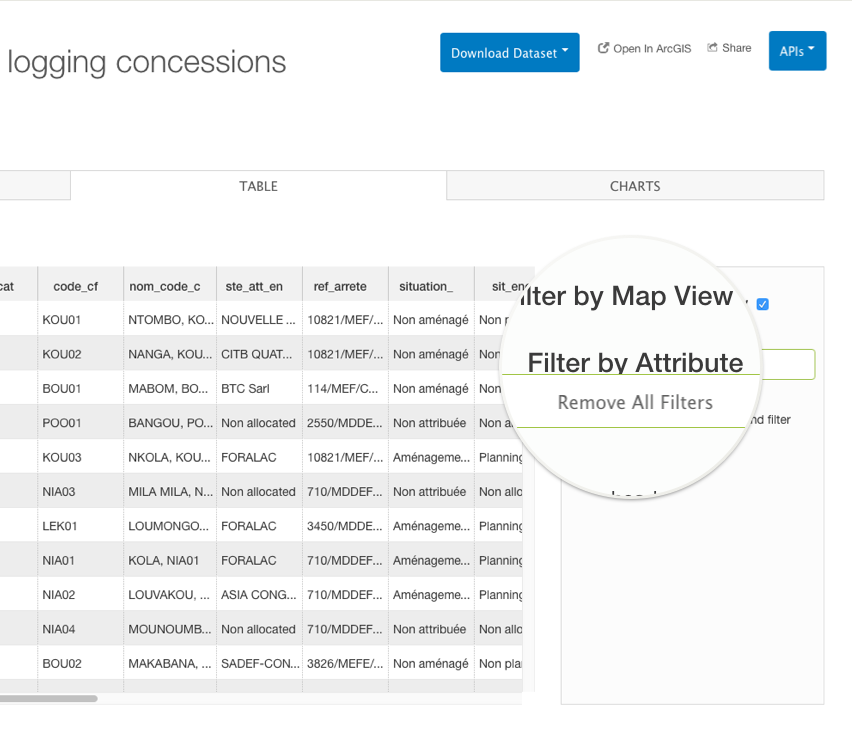 logging concessions
Download Dataset
Open In ArcGIS
Share
APIs
TABLE
CHARTS
cat code_cf nom_code_c ste_att_en ref_arrete situation_ sit_en
KOU01 NTOMBO, KO... NOUVELLE ... 10821/MEF/... Non aménagé Non p
KOU02 NANGA, KOU... CITB QUAT... 10821/MEF/... Non aménagé Non
BOU01 MABOM, BO... BTC Sarl 114/MEF/C... Non aménagé Non
POO01 BANGOU, PO... Non allocated 2550/MDDE... Non attribuée Non a
KOU03 NKOLA, KOU... FORALAC 10821/MEF/... Aménageme... Planning
NIA03 MILA MILA, N... Non allocated 710/MDDEF... Non attribuée Non allo
LEK01 LOUMONGO... FORALAC 3450/MDDE... Aménageme... Planning
NIA01 KOLA, NIA01 FORALAC 710/MDDEF... Aménageme... Planning
NIA02 LOUVAKOU, ... ASIA CONG... 710/MDDEF... Aménageme... Planning
NIA04 MOUNOUMB... Non allocated 710/MDDEF... Non attribuée Non allo
BOU02 MAKABANA, ... SADEF-CON... 3826/MEFE/... Non aménagé Non pla
ilter by Map View
Filter by Attribute
Remove All Filters
nd filter